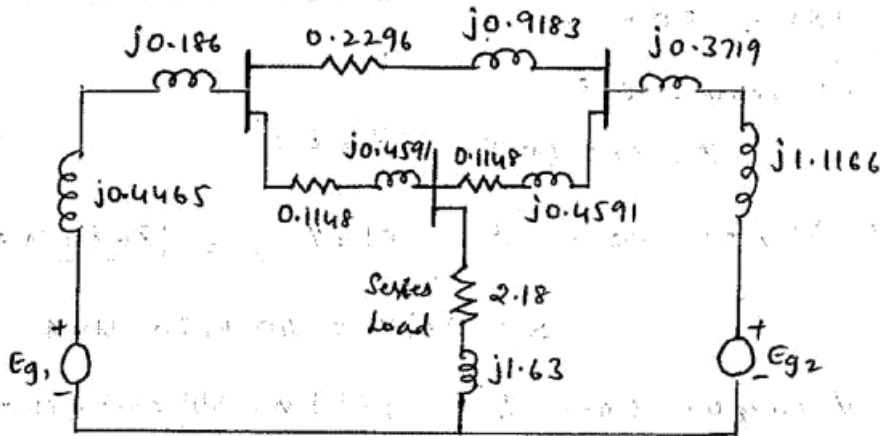 j0.186
0.2296
j0.9183
j0.3719
j0.4465
j0.4591
0.1148
j1.1166
0.1148
j0.4591
Series
Load
2.18
j1.63
+
Eg1
-
+
Eg2
-